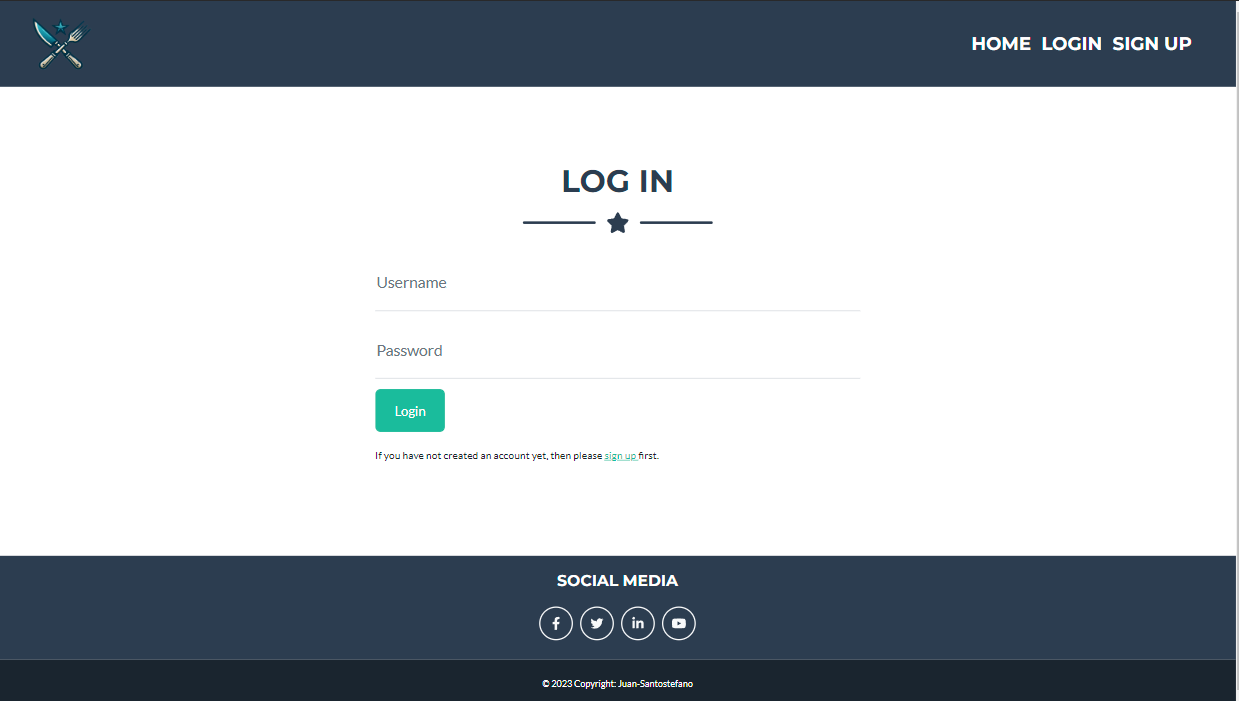 HOME LOGIN SIGN UP
LOG IN
Username
Password
Login
If you have not created an account yet, then please sign up first.
SOCIAL MEDIA
© 2023 Copyright: Juan-Santostefano